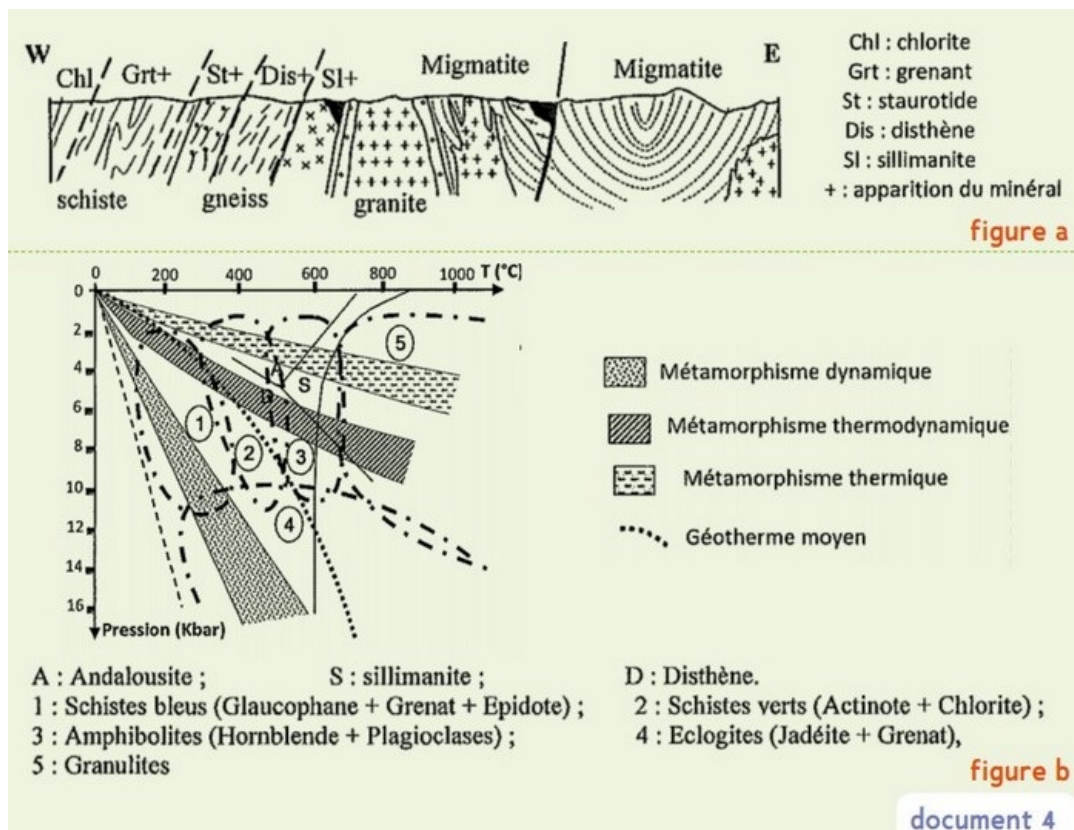 W
E
Chl
Grt+
St+
Dis+
Sl+
Migmatite
Migmatite
schiste
gneiss
granite
Chl : chlorite
Grt : grenant
St : staurotide
Dis : disthène
Sl : sillimanite
+ : apparition du minéral
figure a
0 200 400 600 800 1000 T (°C)
0
2
4
6
8
10
12
14
16
Pression (Kbar)
A
S
D
1
2
3
4
5
Métamorphisme dynamique
Métamorphisme thermodynamique
Métamorphisme thermique
Géotherme moyen
A : Andalousite ; S : sillimanite ; D : Disthène.
1 : Schistes bleus (Glaucophane + Grenat + Epidote) ; 2 : Schistes verts (Actinote + Chlorite) ;
3 : Amphibolites (Hornblende + Plagioclases) ; 4 : Eclogites (Jadéite + Grenat),
5 : Granulites
figure b
document 4